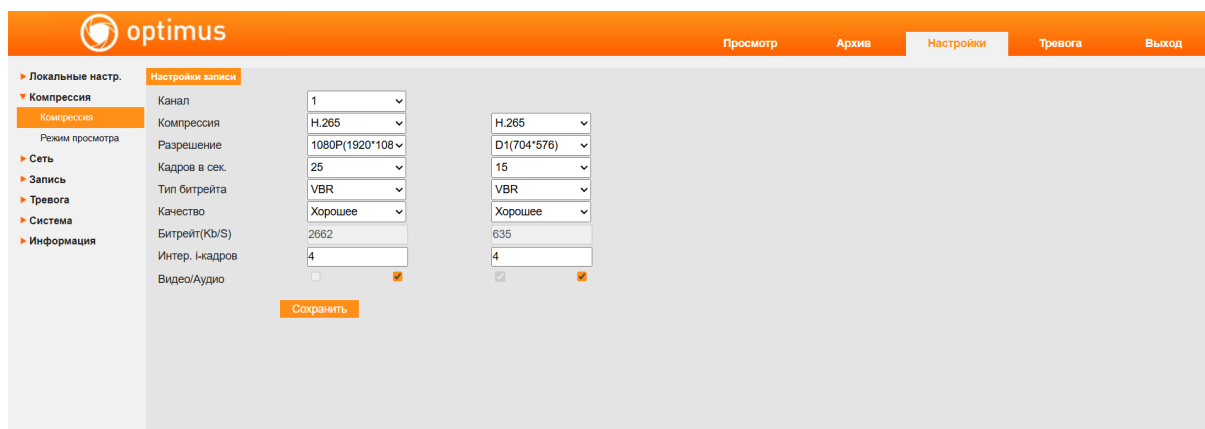 optimus
Просмотр Архив Настройки Тревога Выход
Локальные настр.
Компрессия
Компрессия
Режим просмотра
Сеть
Запись
Тревога
Система
Информация
Настройки записи
Канал 1
Компрессия H.265 H.265
Разрешение 1080P(1920*108 D1(704*576)
Кадров в сек. 25 15
Тип битрейта VBR VBR
Качество Хорошее Хорошее
Битрейт(Kb/S) 2662 635
Интер. i-кадров 4 4
Видео/Аудио
Сохранить